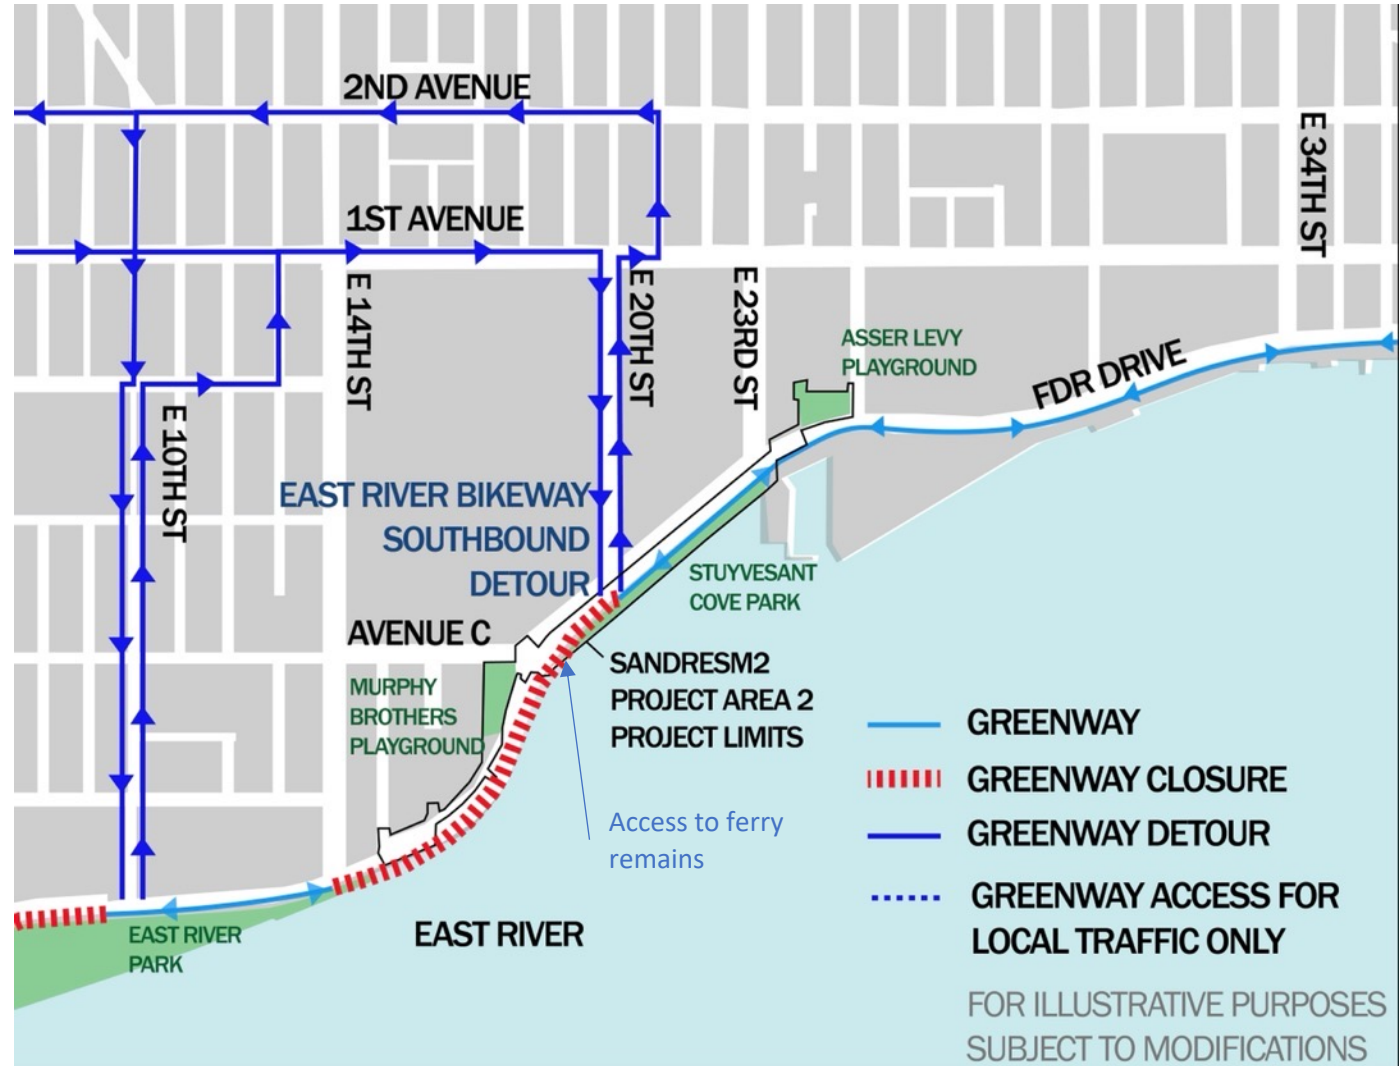 2ND AVENUE
1ST AVENUE
E 34TH ST
E 14TH ST
E 20TH ST
E 23RD ST
ASSER LEVY
PLAYGROUND
FDR DRIVE
E 10TH ST
EAST RIVER BIKEWAY
SOUTHBOUND
DETOUR
STUYVESANT
COVE PARK
AVENUE C
MURPHY
BROTHERS
PLAYGROUND
SANDRESM2
PROJECT AREA 2
PROJECT LIMITS
Access to ferry
remains
EAST RIVER
EAST RIVER
PARK
GREENWAY
GREENWAY CLOSURE
GREENWAY DETOUR
GREENWAY ACCESS FOR
LOCAL TRAFFIC ONLY
FOR ILLUSTRATIVE PURPOSES
SUBJECT TO MODIFICATIONS